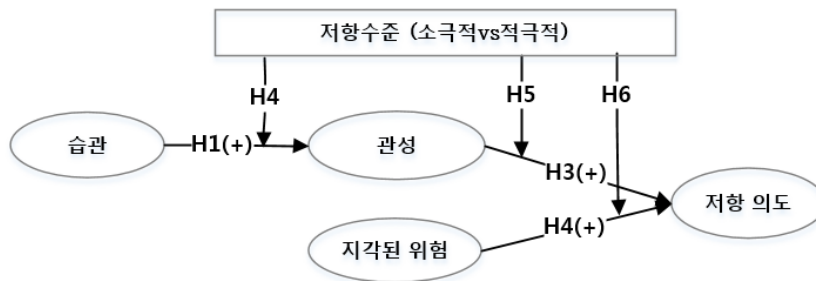 저항수준 (소극적vs적극적)
H4
H5
H6
습관
H1(+)
관성
H3(+)
저항 의도
H4(+)
지각된 위험